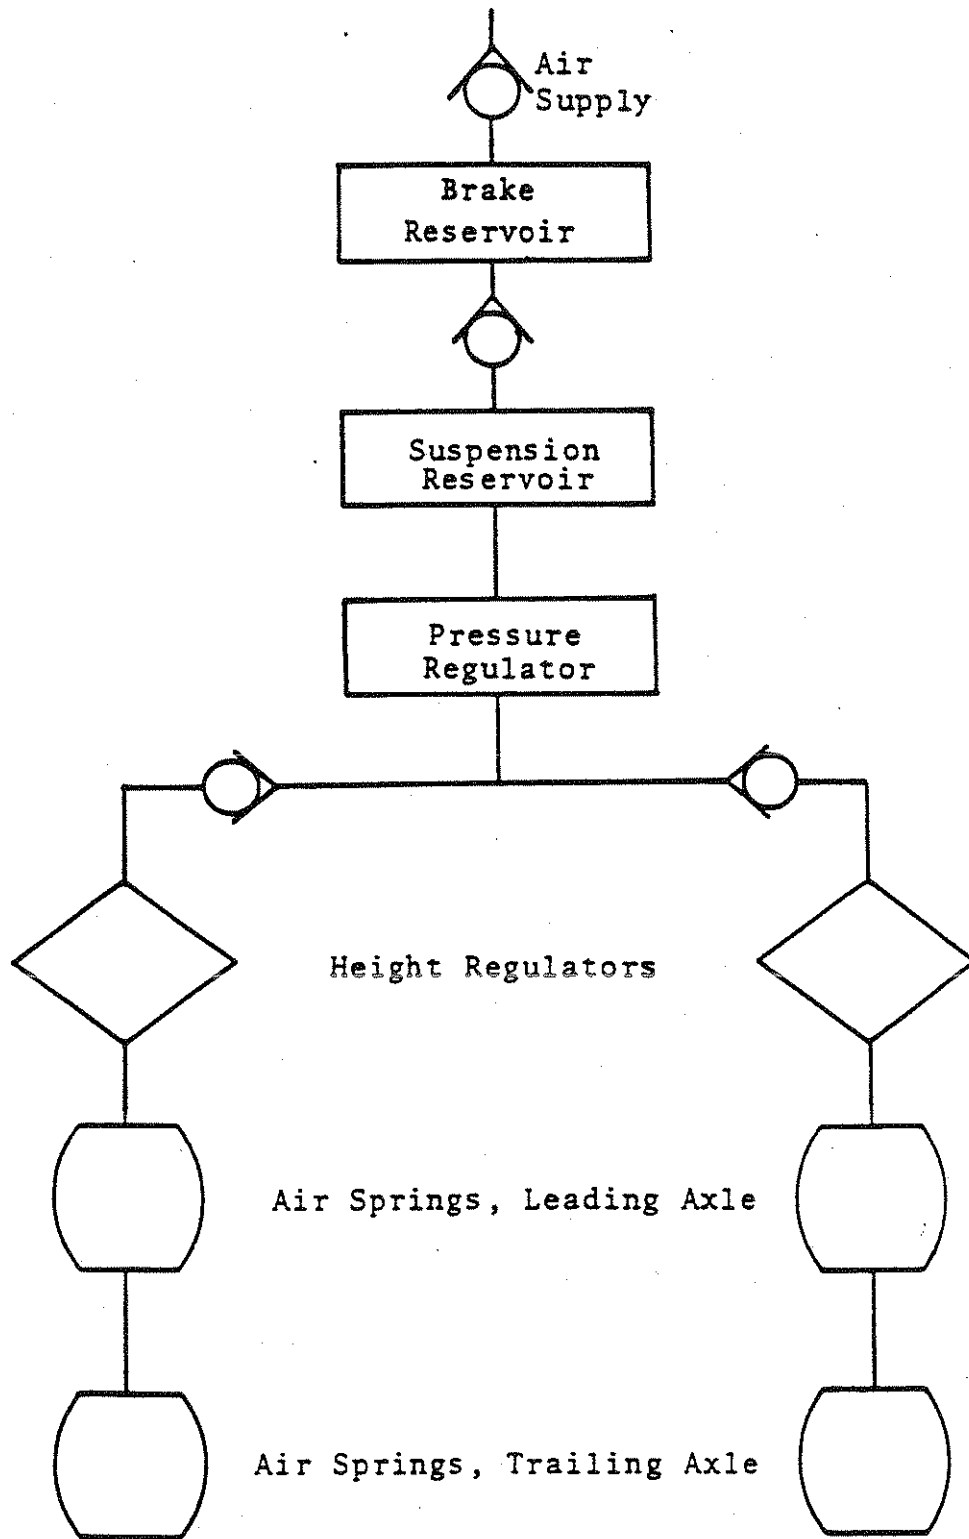 Air
Supply
Brake
Reservoir
Suspension
Reservoir
Pressure
Regulator
Height Regulators
Air Springs, Leading Axle
Air Springs, Trailing Axle